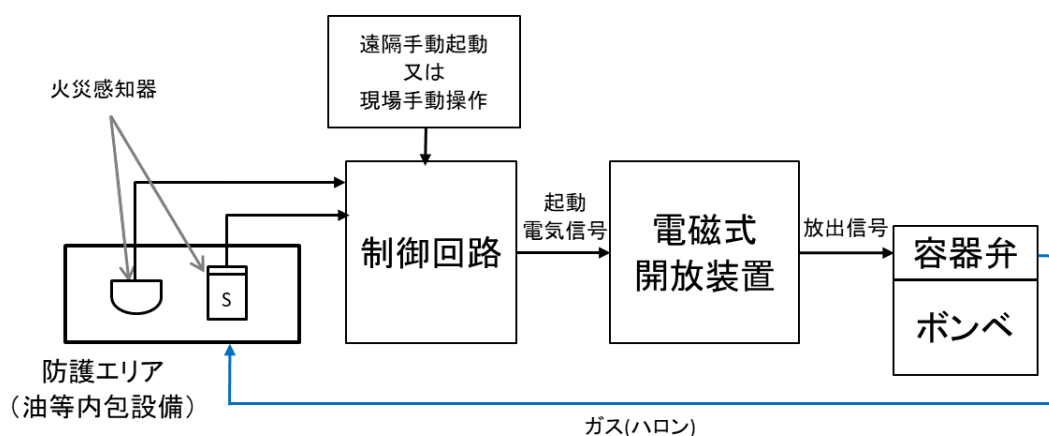 遠隔手動起動
又は
現場手動操作
火災感知器
起動
電気信号
放出信号
制御回路
電磁式
開放装置
容器弁
ボンベ
S
防護エリア
(油等内包設備)
ガス(ハロン)